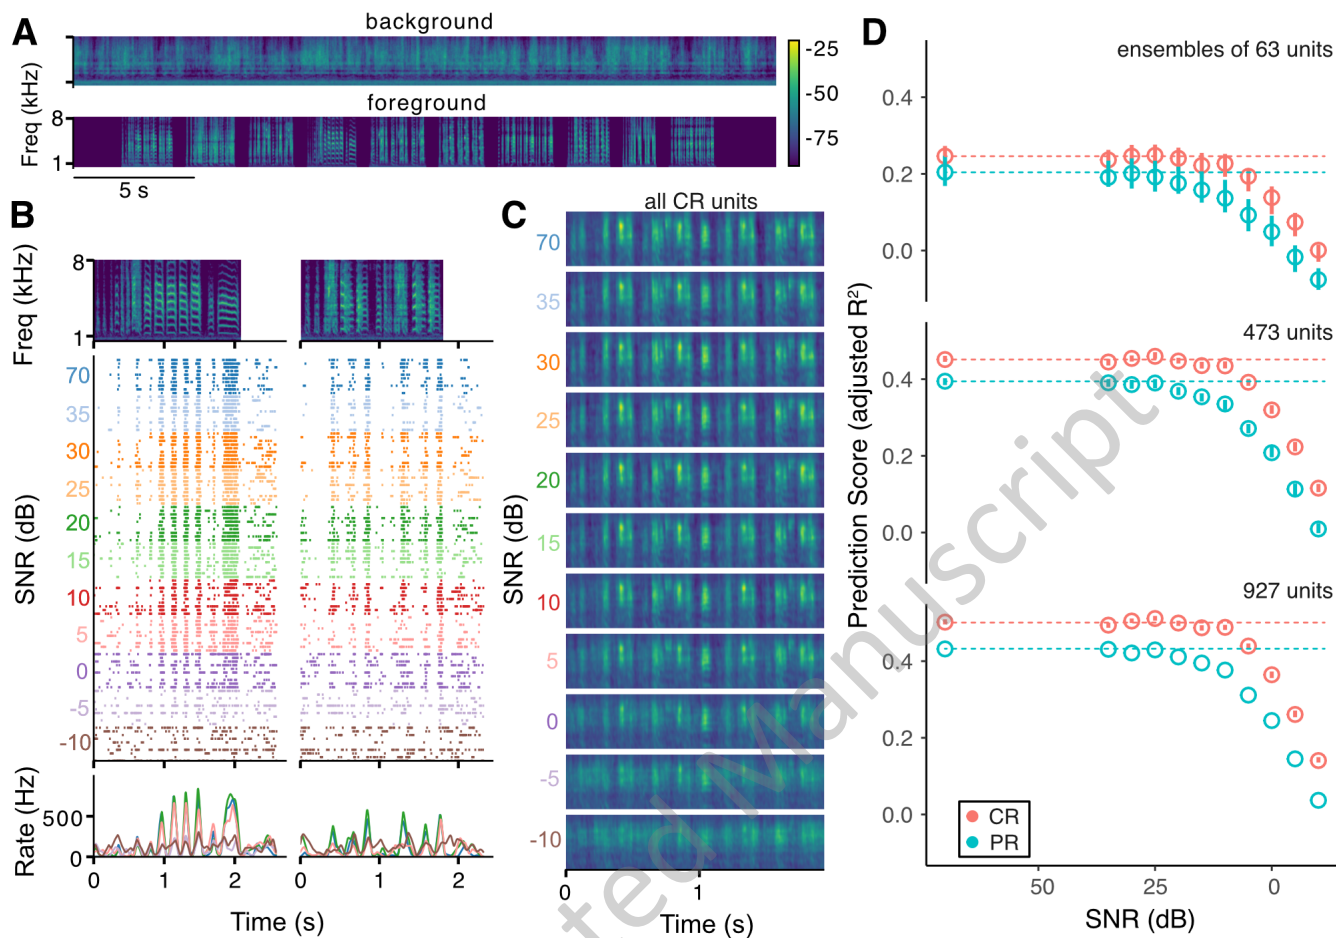 A
background
Freq (kHz)
foreground
8
1
5 s
-25
-50
-75
B
Freq (kHz)
8
1
SNR (dB)
70
35
30
25
20
15
10
5
0
-5
-10
Rate (Hz)
500
0
0
1
2
0
1
2
Time (s)
C
all CR units
SNR (dB)
70
35
30
25
20
15
10
5
0
-5
-10
0
1
Time (s)
D
Prediction Score (adjusted R²)
ensembles of 63 units
0.4
0.2
0.0
473 units
0.4
0.2
0.0
927 units
0.4
0.2
0.0
CR
PR
50
25
0
SNR (dB)
ted Manuscript